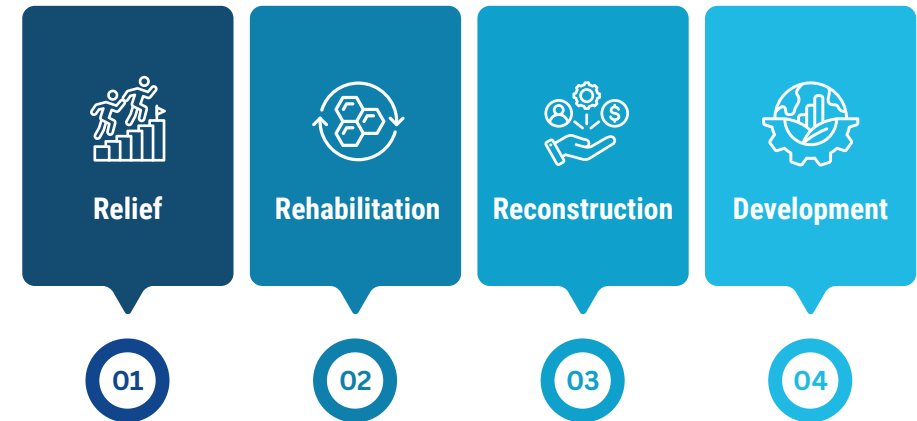 Relief
Rehabilitation
Reconstruction
Development
$
01
02
03
04